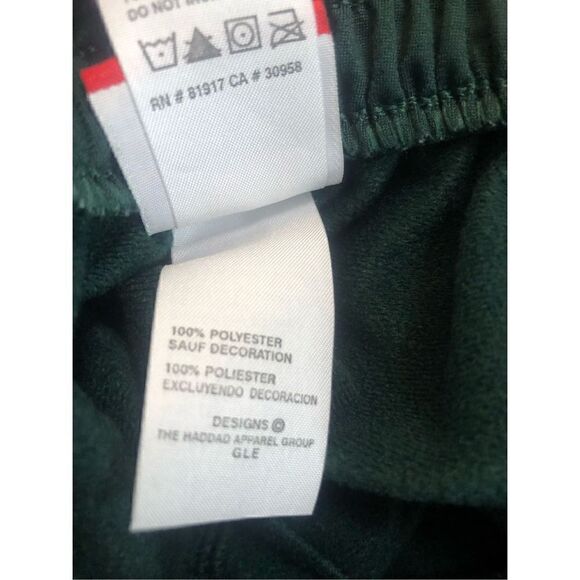 DO NOT
RN # 81917 CA # 30958
100% POLYESTER
SAUF DECORATION
100% POLIESTER
EXCLUYENDO DECORACION
DESIGNS ©
THE HADDAD APPAREL GROUP
GLE